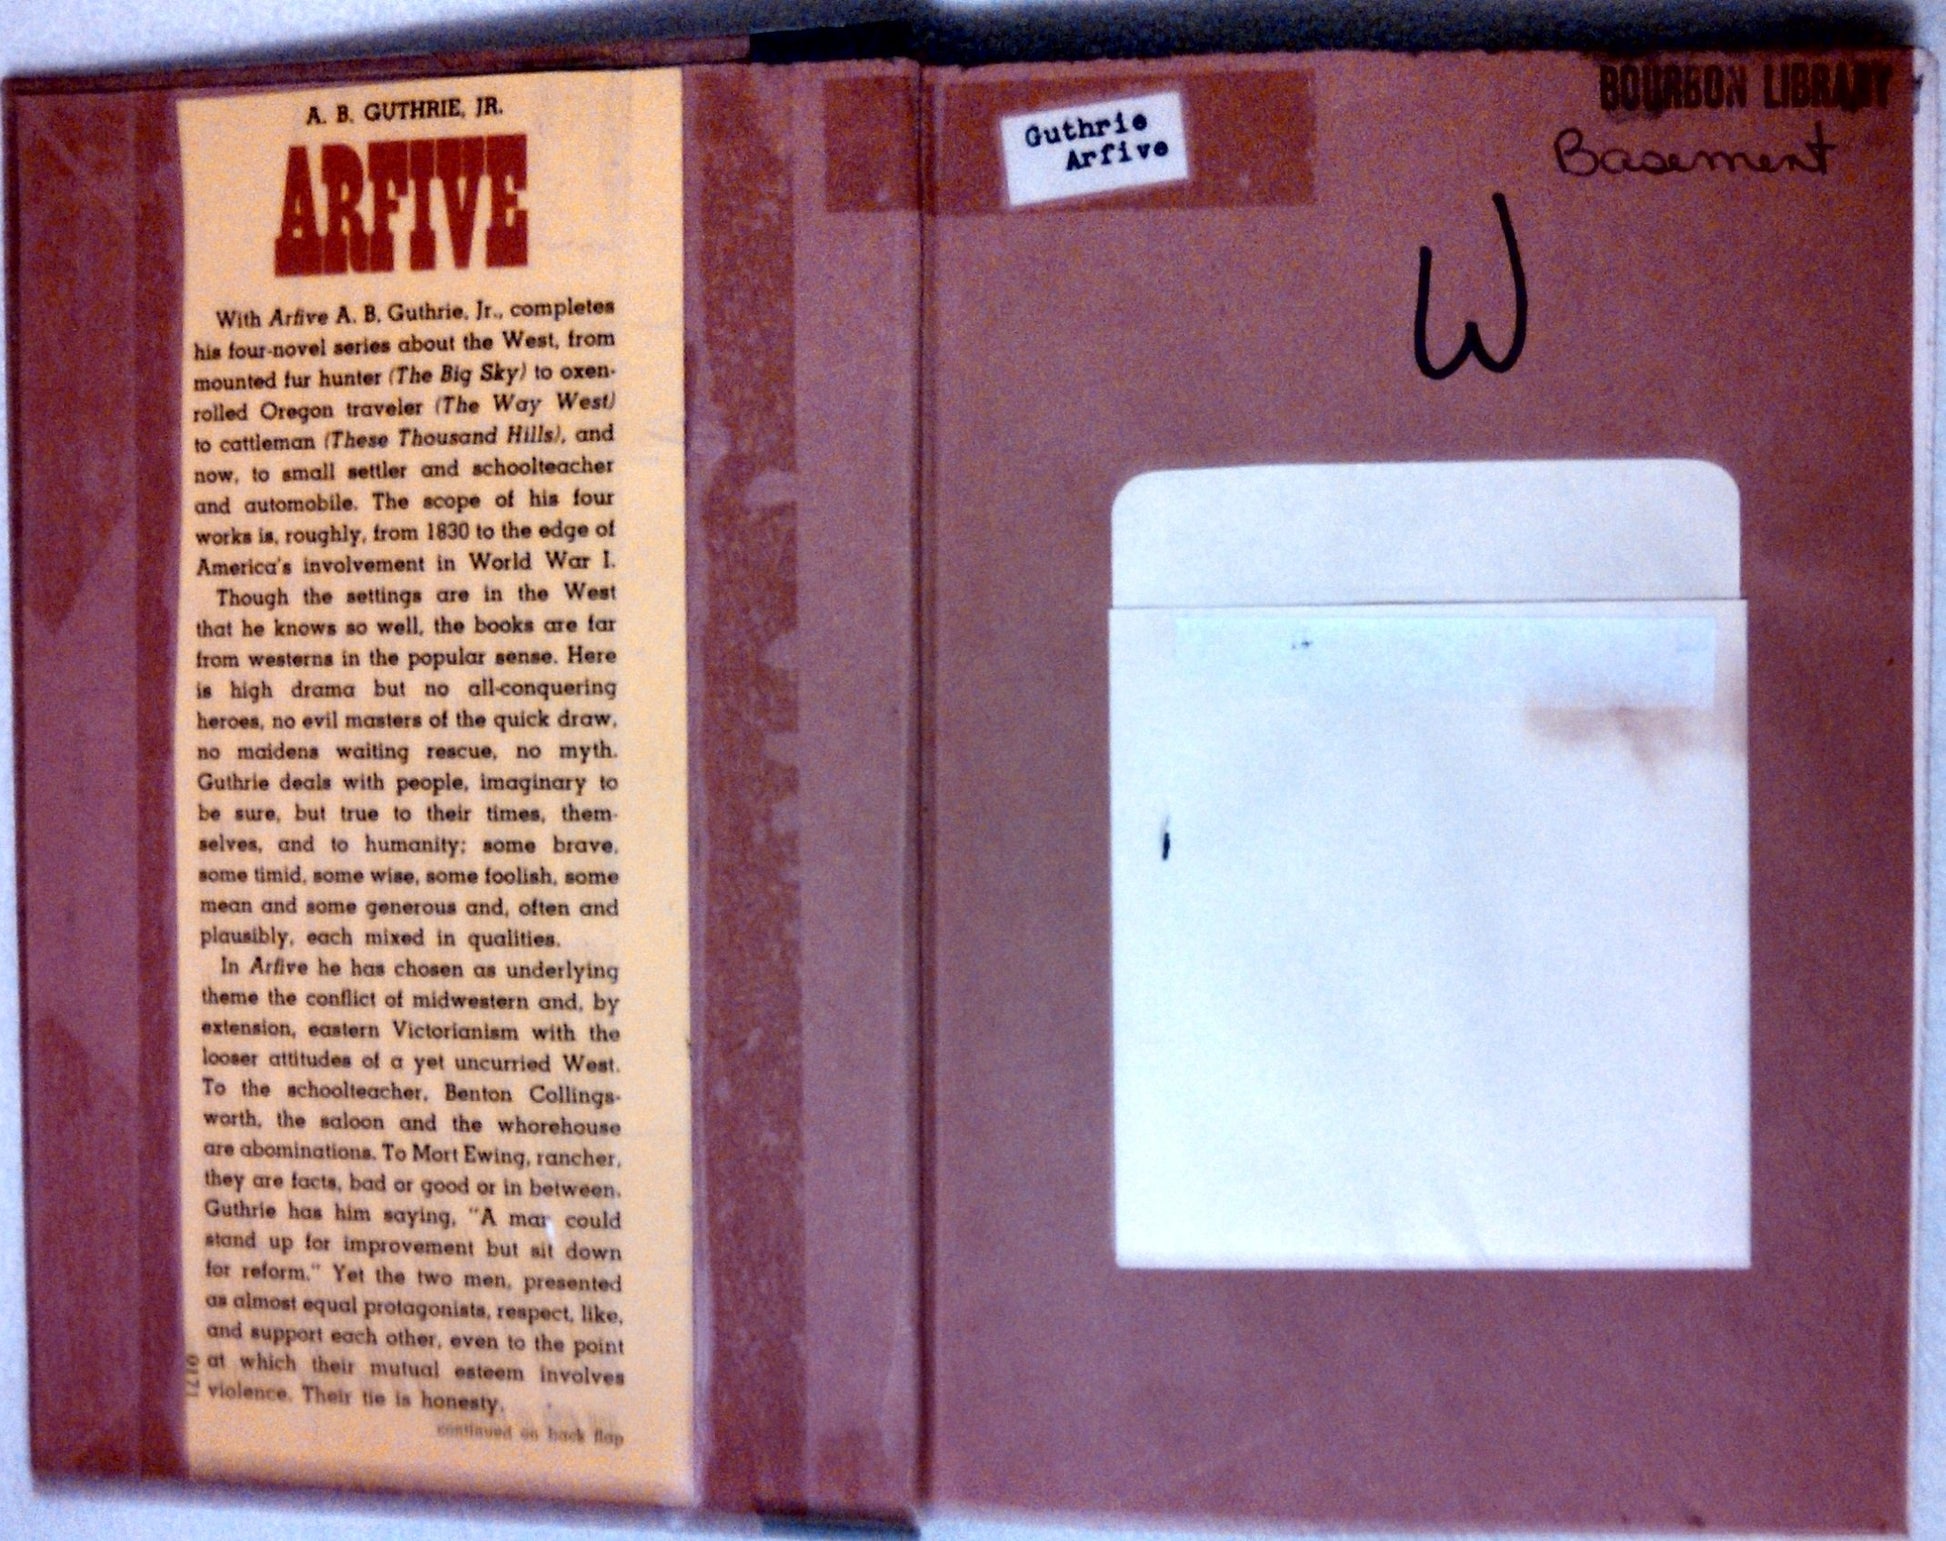 A. B. GUTHRIE, JR.
ARFIVE
With Arfive A. B. Guthrie, Jr., completes
his four-novel series about the West, from
mounted fur hunter (The Big Sky) to oxen-
rolled Oregon traveler (The Way West)
to cattleman (These Thousand Hills), and
now, to small settler and schoolteacher
and automobile. The scope of his four
works is, roughly, from 1830 to the edge of
America's involvement in World War I.
Though the settings are in the West
that he knows so well, the books are far
from westerns in the popular sense. Here
is high drama but no all-conquering
heroes, no evil masters of the quick draw,
no maidens waiting rescue, no myth.
Guthrie deals with people, imaginary to
be sure, but true to their times, them-
selves, and to humanity; some brave,
some timid, some wise, some foolish, some
mean and some generous and, often and
plausibly, each mixed in qualities.
In Arfive he has chosen as underlying
theme the conflict of midwestern and, by
extension, eastern Victorianism with the
looser attitudes of a yet uncurried West.
To the schoolteacher, Benton Collings-
worth, the saloon and the whorehouse
are abominations. To Mort Ewing, rancher,
they are facts, bad or good or in between.
Guthrie has him saying, "A man could
stand up for improvement but sit down
for reform." Yet the two men, presented
as almost equal protagonists, respect, like,
and support each other, even to the point
at which their mutual esteem involves
violence. Their tie is honesty.
continued on back flap
Guthrie
Arfive
BOURBON LIBRARY
Basement
W